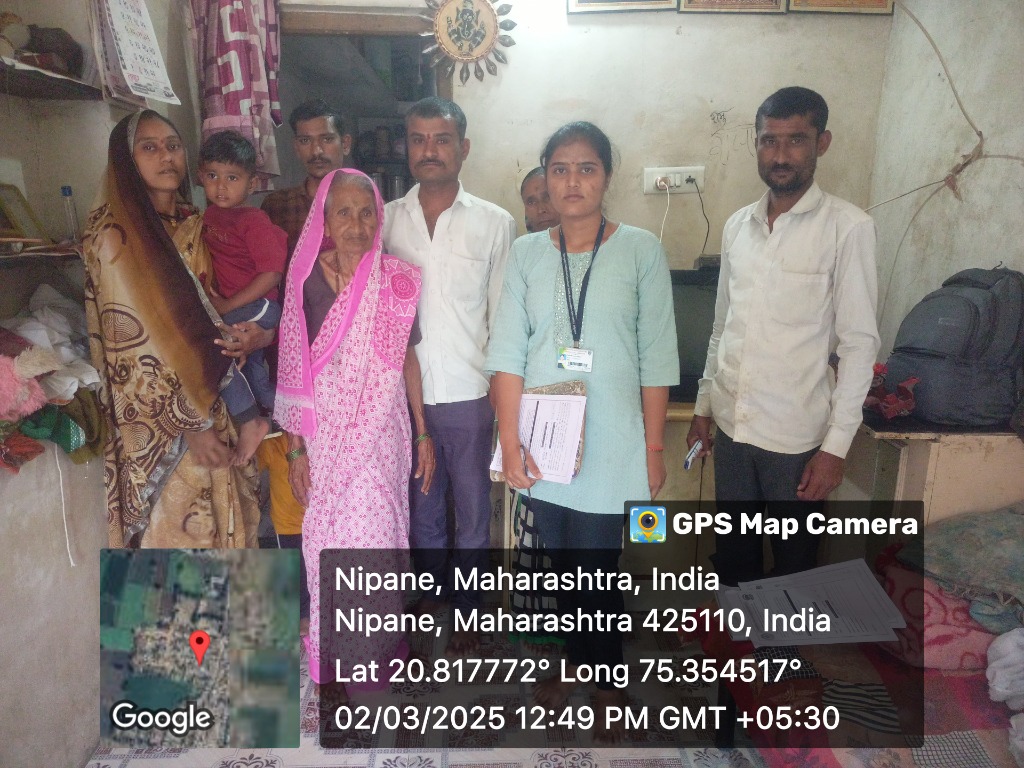 GPS Map Camera
Nipane, Maharashtra, India
Nipane, Maharashtra 425110, India
Lat 20.817772° Long 75.354517°
02/03/2025 12:49 PM GMT +05:30
Google